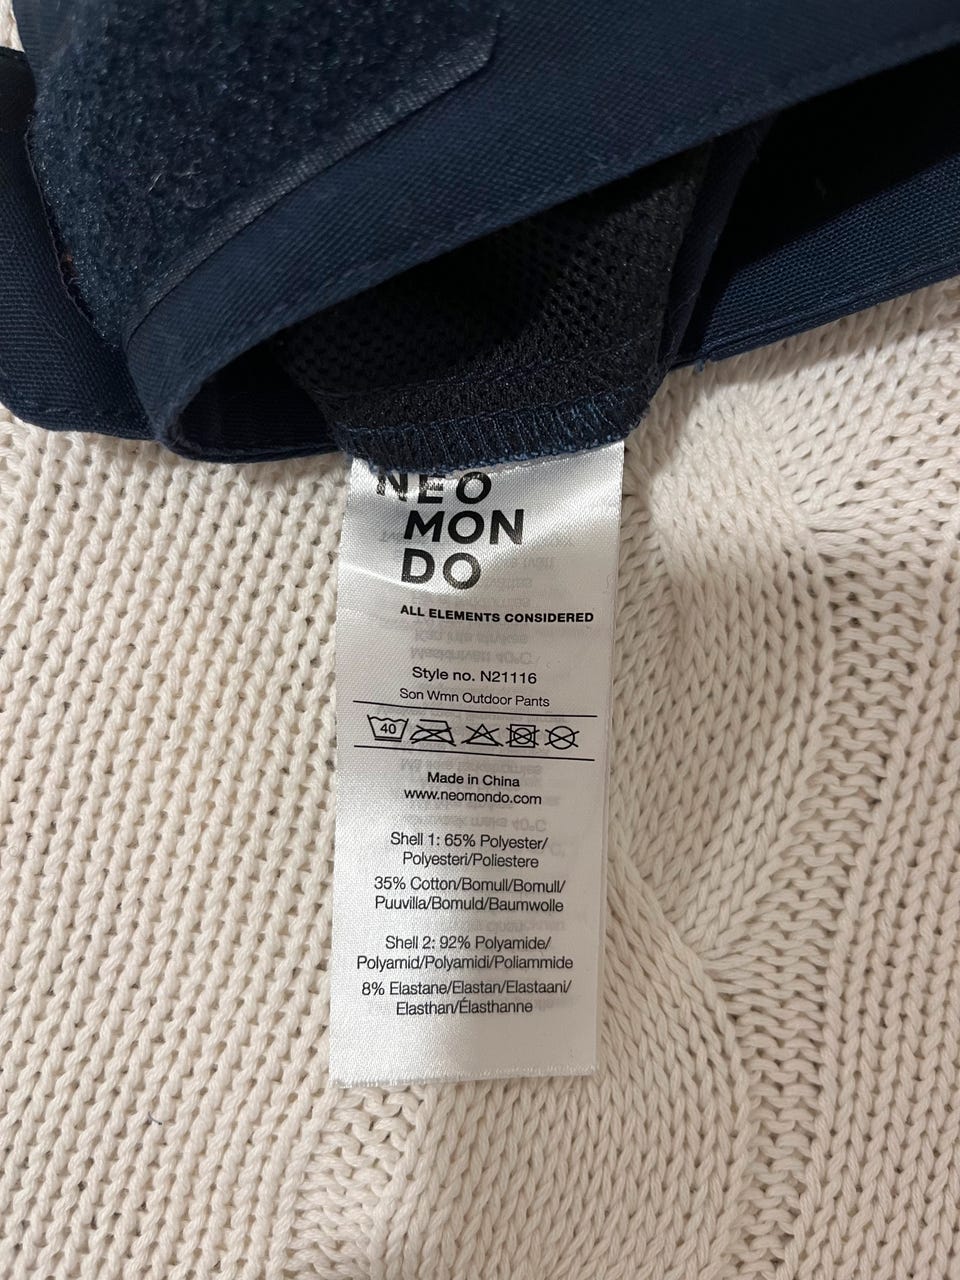 NEO
MON
DO
ALL ELEMENTS CONSIDERED
Style no. N21116
Son Wmn Outdoor Pants
40
Made in China
www.neomondo.com
Shell 1: 65% Polyester/
Polyesteri/Poliestere
35% Cotton/Bomull/Bomull/
Puuvilla/Bomuld/Baumwolle
Shell 2: 92% Polyamide/
Polyamid/Polyamidi/Poliammide
8% Elastane/Elastan/Elastaani/
Elasthan/Élasthanne